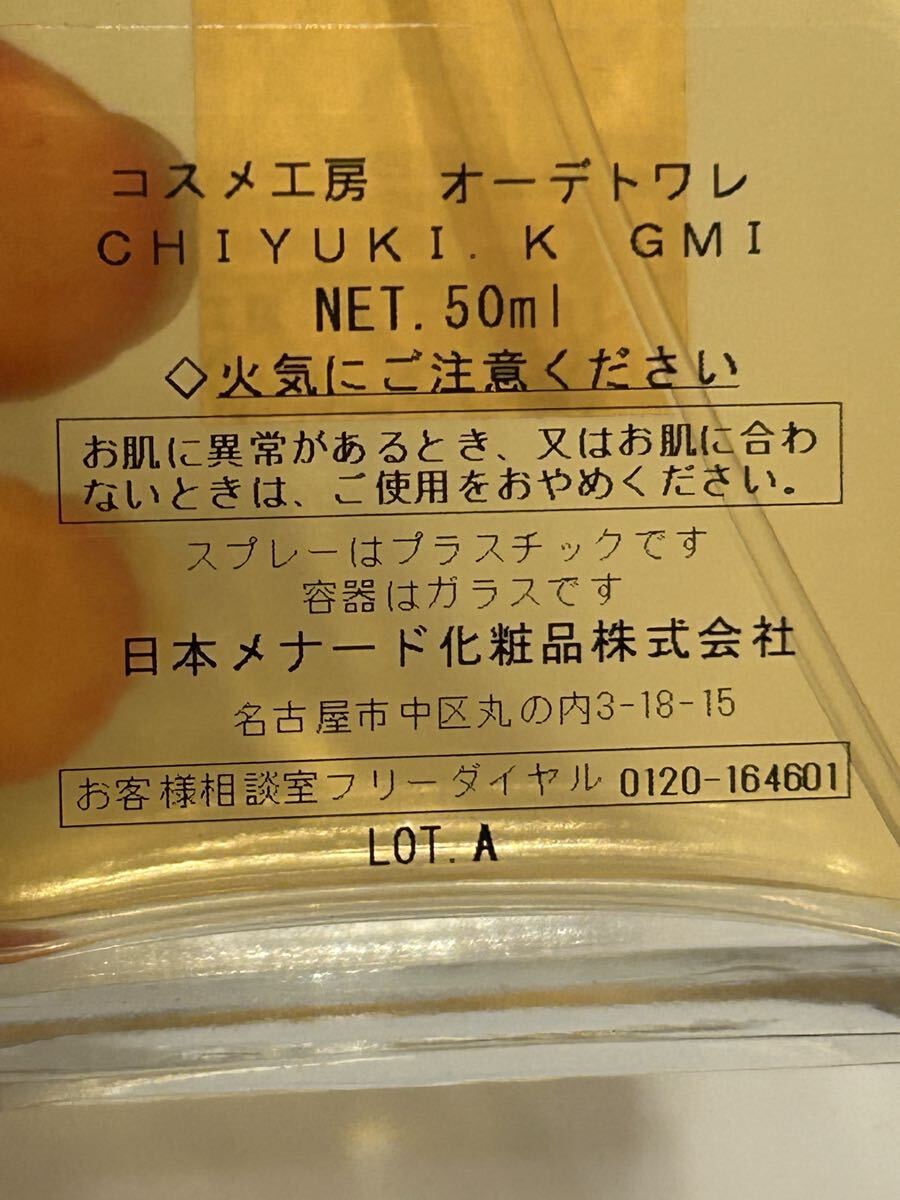 コスメ工房　オーデトワレ
ＣＨＩＹＵＫＩ．Ｋ　ＧＭＩ
NET.50ml
◇火気にご注意ください
お肌に異常があるとき、又はお肌に合わ
ないときは、ご使用をおやめください。
スプレーはプラスチックです
容器はガラスです
日本メナード化粧品株式会社
名古屋市中区丸の内3-18-15
お客様相談室フリーダイヤル 0120-164601
LOT.A